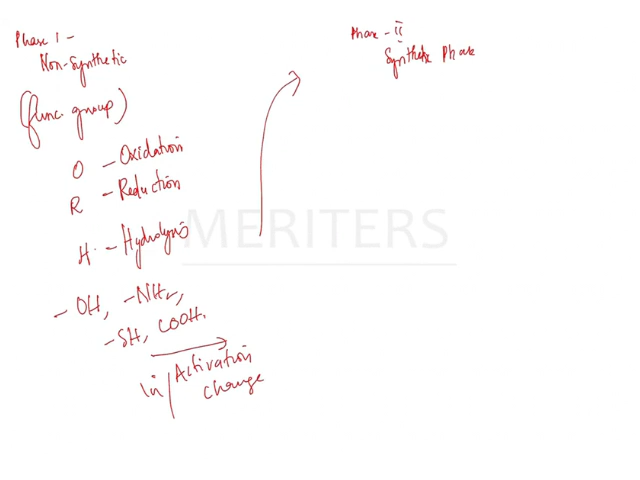 Phase I -
Non-Synthetic
(func. group)
O - Oxidation
R - Reduction
H - Hydrolysis
- OH, - NH₂,
- SH, COOH.
in/Activation
change
Phase - II
Synthetic Phase
MERITERS